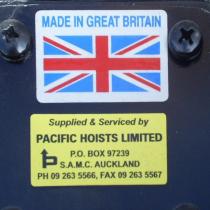 MADE IN GREAT BRITAIN
Supplied & Serviced by
PACIFIC HOISTS LIMITED
P.O. BOX 97239
S.A.M.C. AUCKLAND
PH 09 263 5566, FAX 09 263 5567